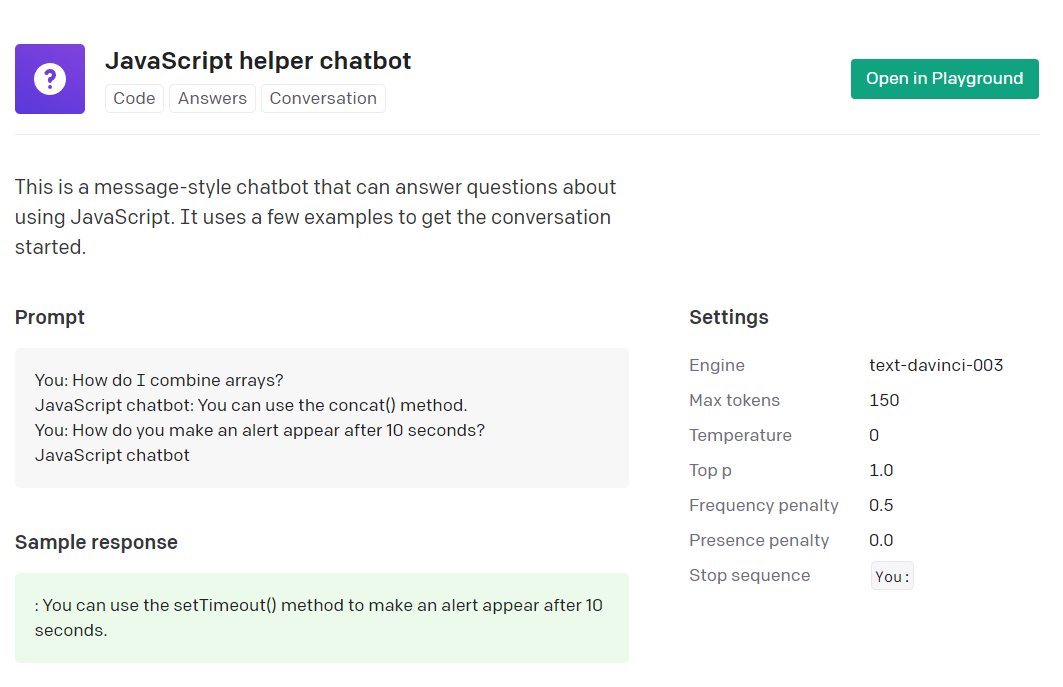 ?
JavaScript helper chatbot
Code Answers Conversation
Open in Playground
This is a message-style chatbot that can answer questions about
using JavaScript. It uses a few examples to get the conversation
started.
Prompt
You: How do I combine arrays?
JavaScript chatbot: You can use the concat() method.
You: How do you make an alert appear after 10 seconds?
JavaScript chatbot
Sample response
: You can use the setTimeout() method to make an alert appear after 10
seconds.
Settings
Engine text-davinci-003
Max tokens 150
Temperature 0
Top p 1.0
Frequency penalty 0.5
Presence penalty 0.0
Stop sequence You: